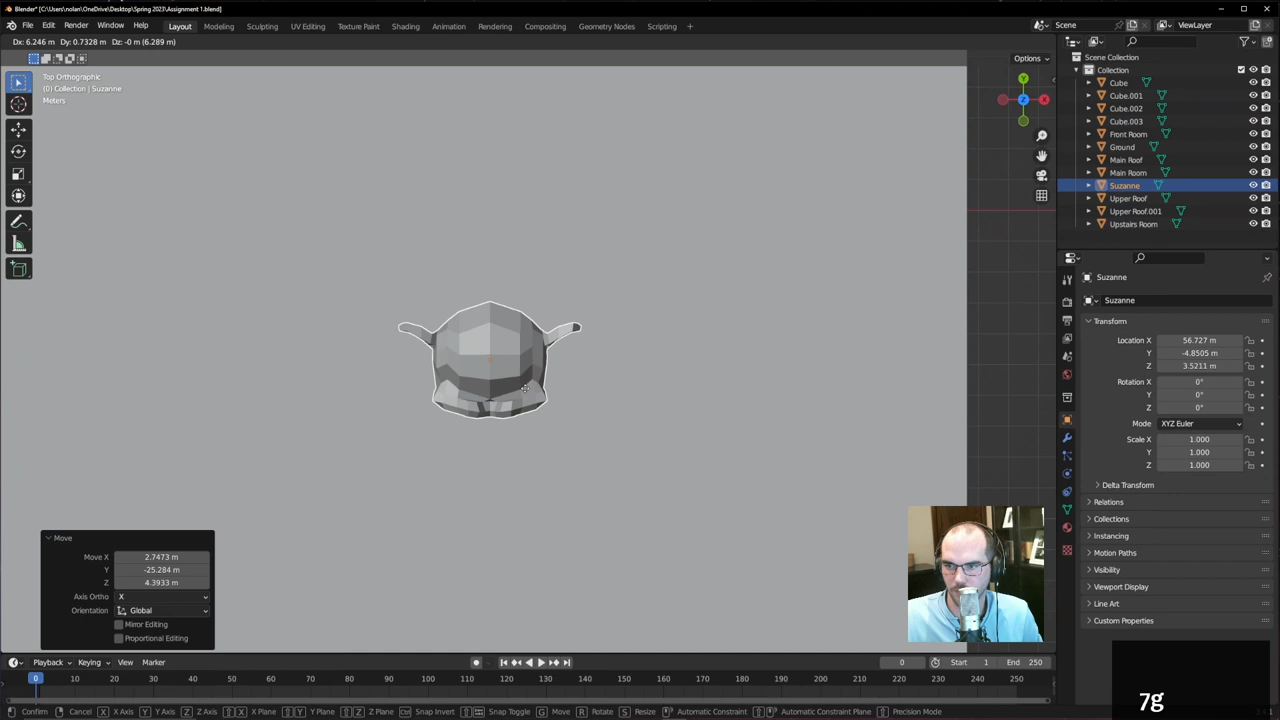 Blender* [C:\Users\nolan\OneDrive\Desktop\Spring 2023\Assignment 1.blend]
File Edit Render Window Help Layout Modeling Sculpting UV Editing Texture Paint Shading Animation Rendering Compositing Geometry Nodes Scripting + Scene ViewLayer
Dx: 6.246 m Dy: 0.7328 m Dz: -0 m (6.289 m)
Options
Top Orthographic
(0) Collection | Suzanne
Meters
Y
Z
X
Scene Collection
Collection
Cube
Cube.001
Cube.002
Cube.003
Front Room
Ground
Main Roof
Main Room
Suzanne
Upper Roof
Upper Roof.001
Upstairs Room
Suzanne
Suzanne
Transform
Location X 56.727 m
Y -4.8505 m
Z 3.5211 m
Rotation X 0°
Y 0°
Z 0°
Mode XYZ Euler
Scale X 1.000
Y 1.000
Z 1.000
Delta Transform
Relations
Collections
Instancing
Motion Paths
Visibility
Viewport Display
Line Art
Custom Properties
Move
Move X 2.7473 m
Y -25.284 m
Z 4.3933 m
Axis Ortho X
Orientation Global
Mirror Editing
Proportional Editing
Playback Keying View Marker 0 Start 1 End 250
0 10 20 30 40 50 60 70 80 90 100 110 120 130 140 150 160 170 180 190 200 210 220 230 240 250
Confirm Cancel X X Axis Y Y Axis Z Z Axis X X Plane Y Y Plane Z Z Plane Ctrl Snap Invert Snap Toggle G Move R Rotate S Resize Automatic Constraint Automatic Constraint Plane Precision Mode
7g